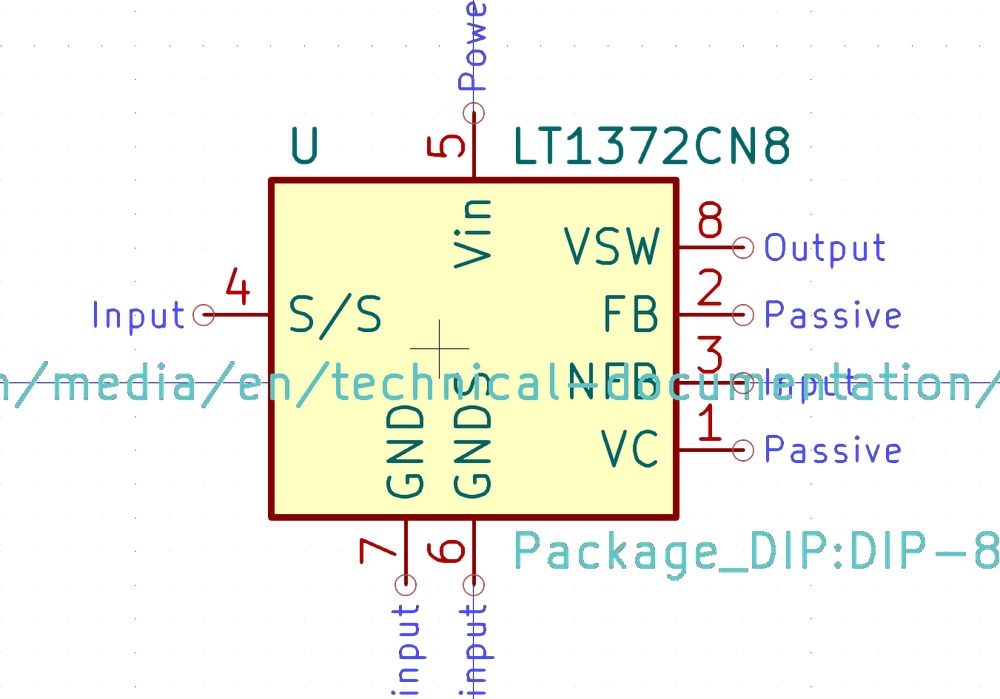 Powe
5
U
LT1372CN8
Vin
8
VSW
Output
4
2
Input
S/S
FB
Passive
3
n/media/en/technical-documentation/
NFB
Input
1
GND
GNDS
VC
Passive
7
6
Package_DIP:DIP-8
input
input